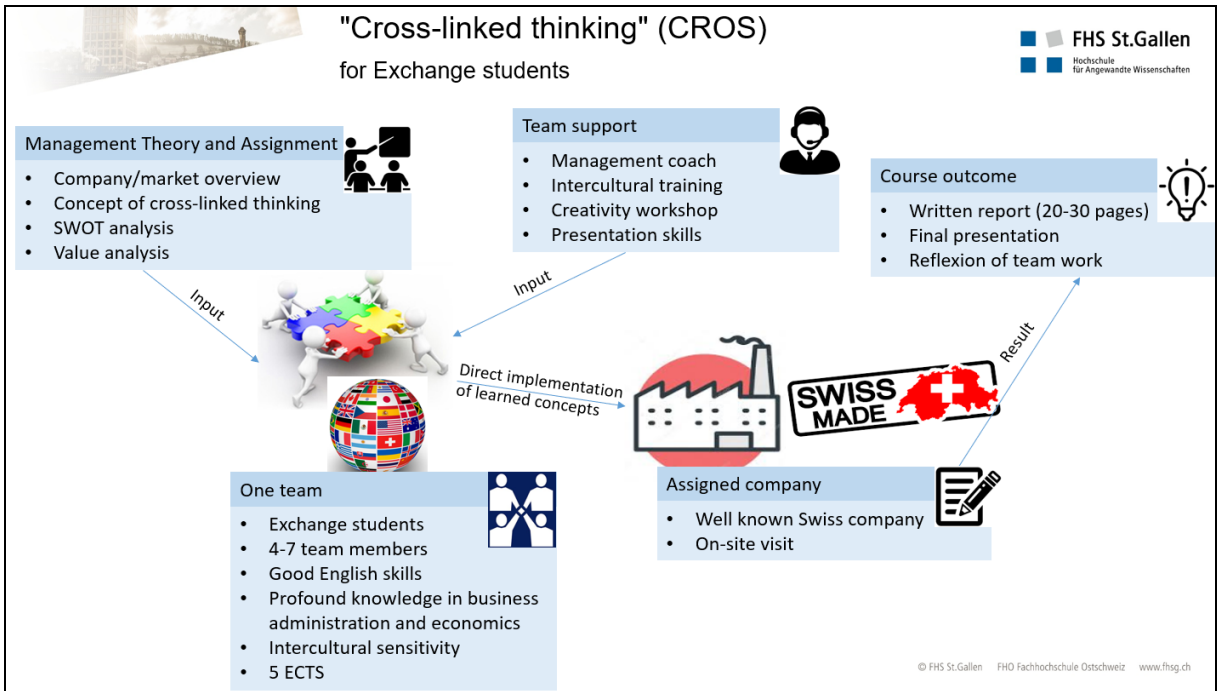 "Cross-linked thinking" (CROS)
for Exchange students
FHS St.Gallen
Hochschule
für Angewandte Wissenschaften
Management Theory and Assignment
• Company/market overview
• Concept of cross-linked thinking
• SWOT analysis
• Value analysis
Team support
• Management coach
• Intercultural training
• Creativity workshop
• Presentation skills
Course outcome
• Written report (20-30 pages)
• Final presentation
• Reflexion of team work
Input
Input
Direct implementation
of learned concepts
SWISS
MADE
Result
One team
• Exchange students
• 4-7 team members
• Good English skills
• Profound knowledge in business
administration and economics
• Intercultural sensitivity
• 5 ECTS
Assigned company
• Well known Swiss company
• On-site visit
© FHS St.Gallen FHO Fachhochschule Ostschweiz www.fhsg.ch